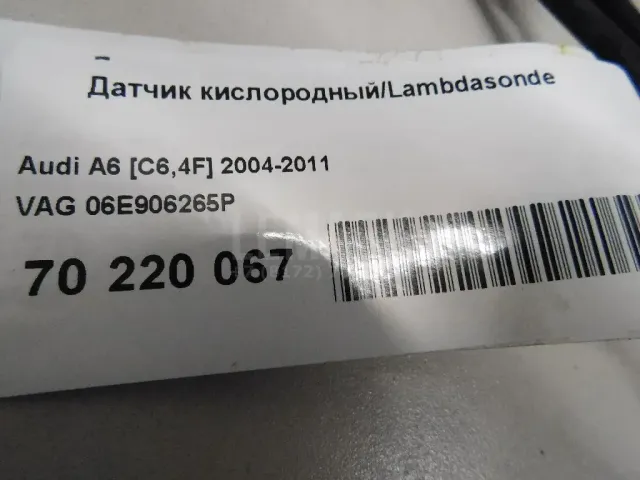 Датчик кислородный/Lambdasonde
Audi A6 [C6,4F] 2004-2011
VAG 06E906265P
70 220 067